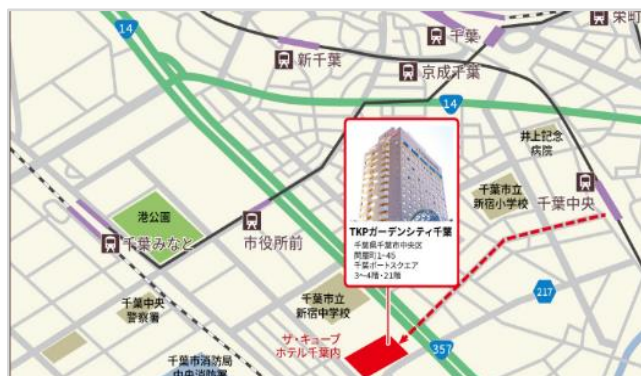 栄町
14
千葉
新千葉
京成千葉
14
井上記念
病院
千葉市立
新宿小学校
千葉中央
港公園
TKPガーデンシティ千葉
千葉県千葉市中央区
問屋町1-45
千葉ポートスクエア
3〜4階・21階
市役所前
千葉みなと
217
千葉中央
警察署
千葉市立
新宿中学校
ザ・キューブ
ホテル千葉内
357
千葉市消防局
中央消防署